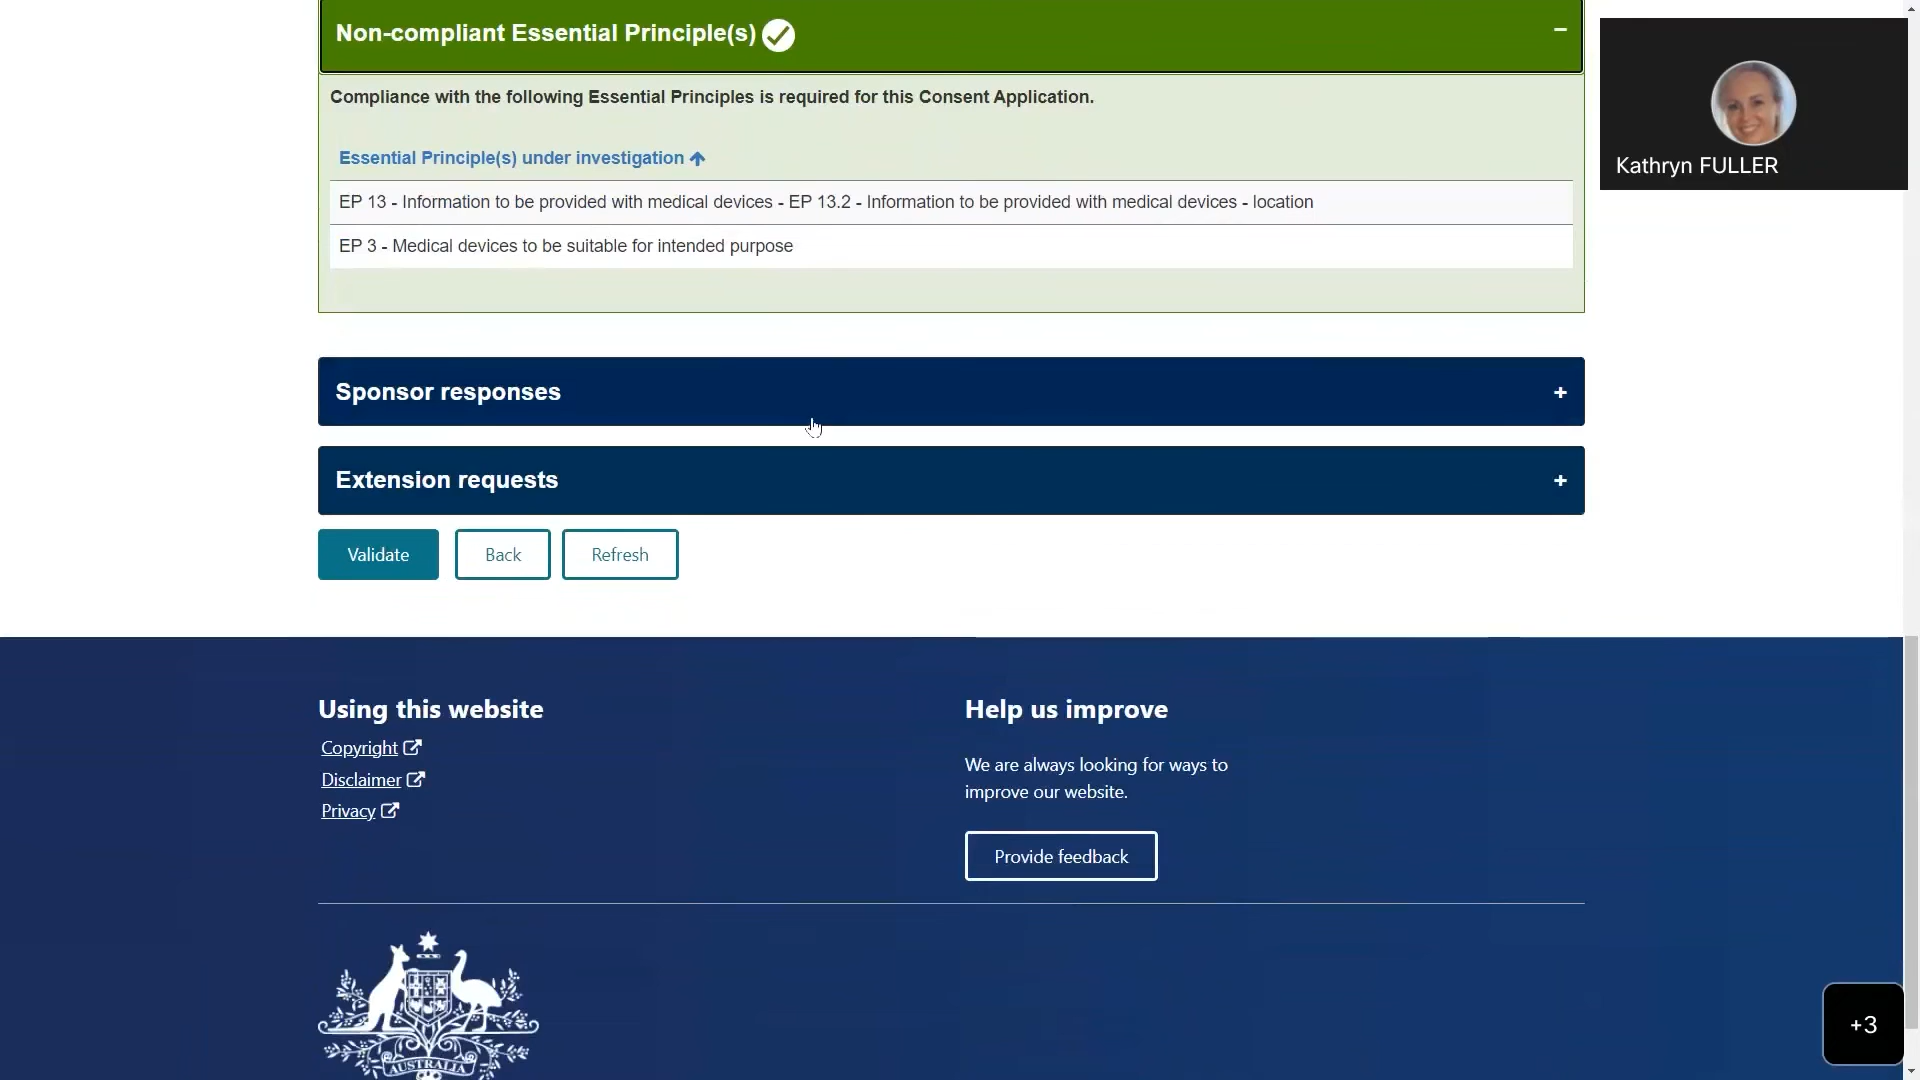 Non-compliant Essential Principle(s)
Compliance with the following Essential Principles is required for this Consent Application.
Essential Principle(s) under investigation
EP 13 - Information to be provided with medical devices - EP 13.2 - Information to be provided with medical devices - location
EP 3 - Medical devices to be suitable for intended purpose
Sponsor responses
Extension requests
Validate
Back
Refresh
Kathryn FULLER
Using this website
Copyright
Disclaimer
Privacy
Help us improve
We are always looking for ways to
improve our website.
Provide feedback
AUSTRALIA
+3